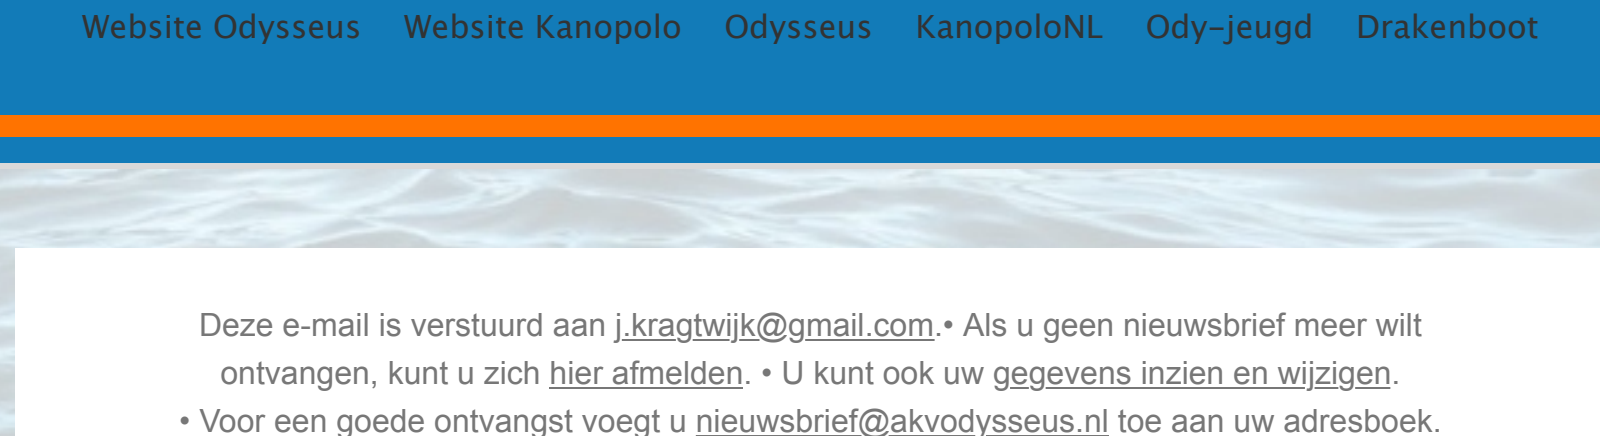 Website Odysseus Website Kanopolo Odysseus KanopoloNL Ody-jeugd Drakenboot
Deze e-mail is verstuurd aan j.kragtwijk@gmail.com.• Als u geen nieuwsbrief meer wilt
ontvangen, kunt u zich hier afmelden. • U kunt ook uw gegevens inzien en wijzigen.
• Voor een goede ontvangst voegt u nieuwsbrief@akvodysseus.nl toe aan uw adresboek.